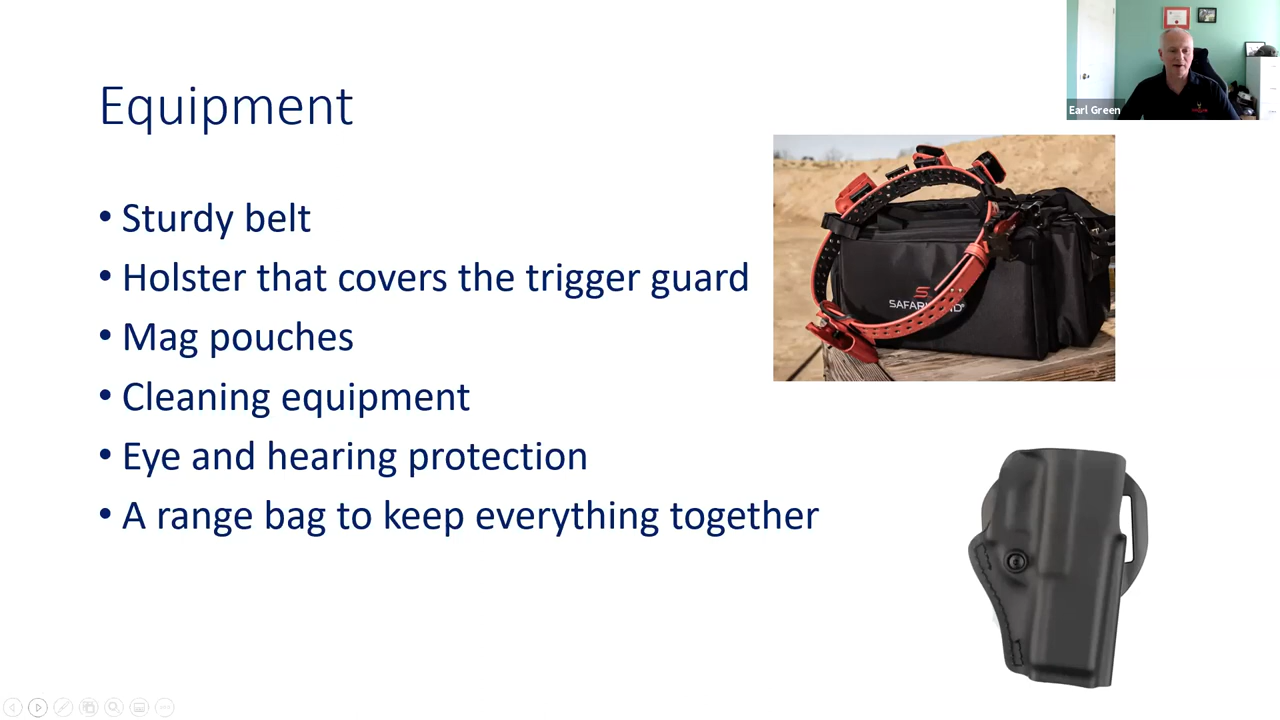 Equipment
• Sturdy belt
• Holster that covers the trigger guard
• Mag pouches
• Cleaning equipment
• Eye and hearing protection
• A range bag to keep everything together
Earl Green